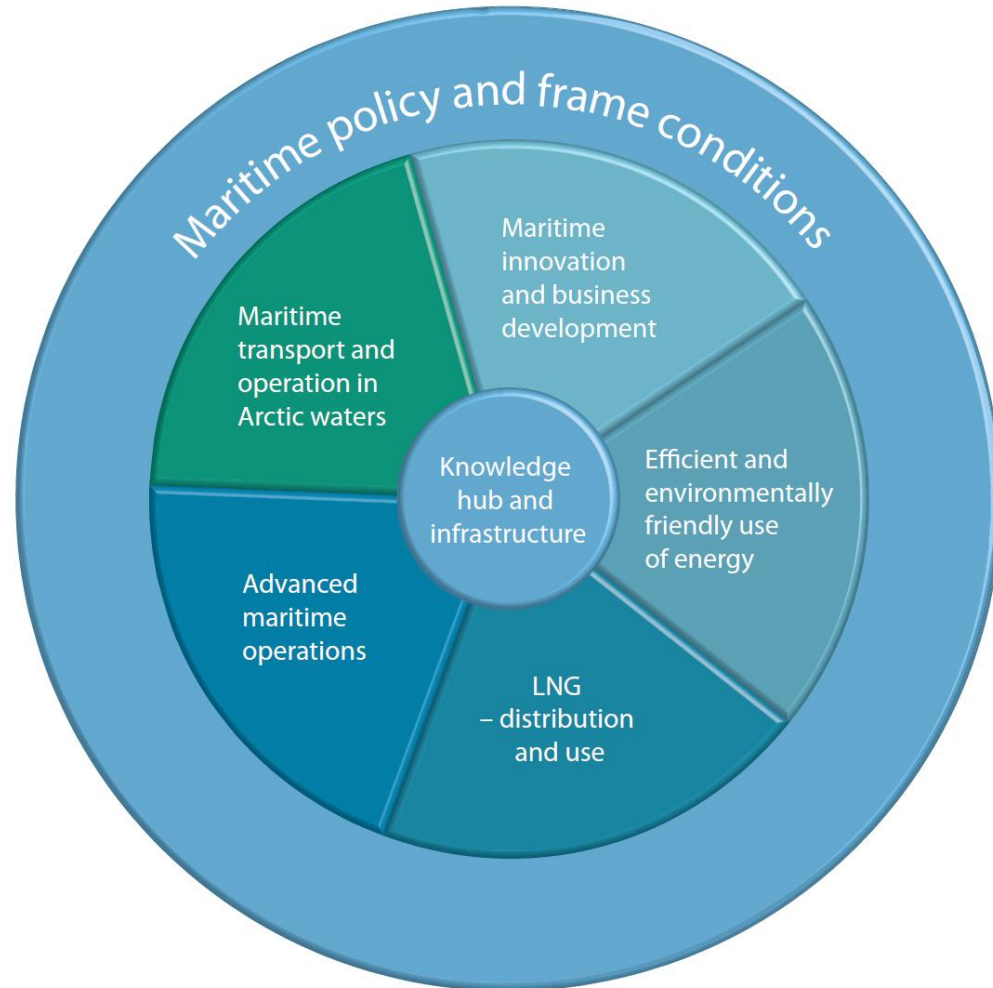 Maritime policy and frame conditions
Maritime
innovation
and business
development
Maritime
transport and
operation in
Arctic waters
Knowledge
hub and
infrastructure
Efficient and
environmentally
friendly use
of energy
Advanced
maritime
operations
LNG
– distribution
and use